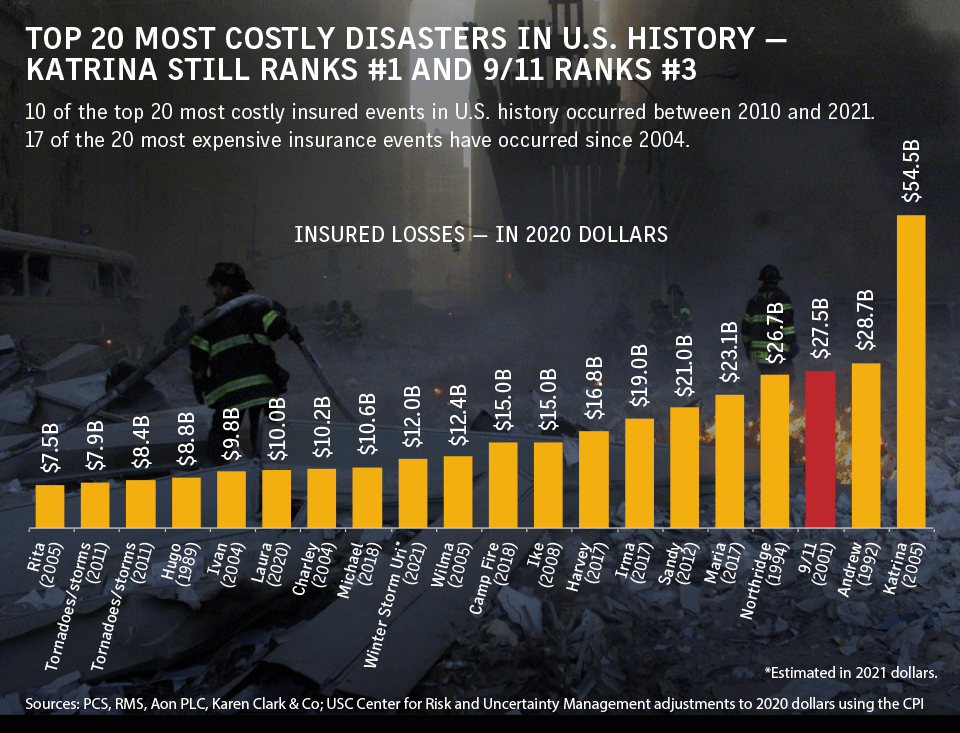 TOP 20 MOST COSTLY DISASTERS IN U.S. HISTORY —
KATRINA STILL RANKS #1 AND 9/11 RANKS #3
10 of the top 20 most costly insured events in U.S. history occurred between 2010 and 2021.
17 of the 20 most expensive insurance events have occurred since 2004.
INSURED LOSSES — IN 2020 DOLLARS
$7.5B
$7.9B
$8.4B
$8.8B
$9.8B
$10.0B
$10.2B
$10.6B
$12.0B
$12.4B
$15.0B
$15.0B
$16.8B
$19.0B
$21.0B
$23.1B
$26.7B
$27.5B
$28.7B
$54.5B
Rita
(2005)
Tornadoes/storms
(2011)
Tornadoes/storms
(2011)
Hugo
(1989)
Ivan
(2004)
Laura
(2020)
Charley
(2004)
Michael
(2018)
Winter Storm Uri*
(2021)
Wilma
(2005)
Camp Fire
(2018)
Ike
(2008)
Harvey
(2017)
Irma
(2017)
Sandy
(2012)
Maria
(2017)
Northridge
(1994)
9/11
(2001)
Andrew
(1992)
Katrina
(2005)
*Estimated in 2021 dollars.
Sources: PCS, RMS, Aon PLC, Karen Clark & Co; USC Center for Risk and Uncertainty Management adjustments to 2020 dollars using the CPI